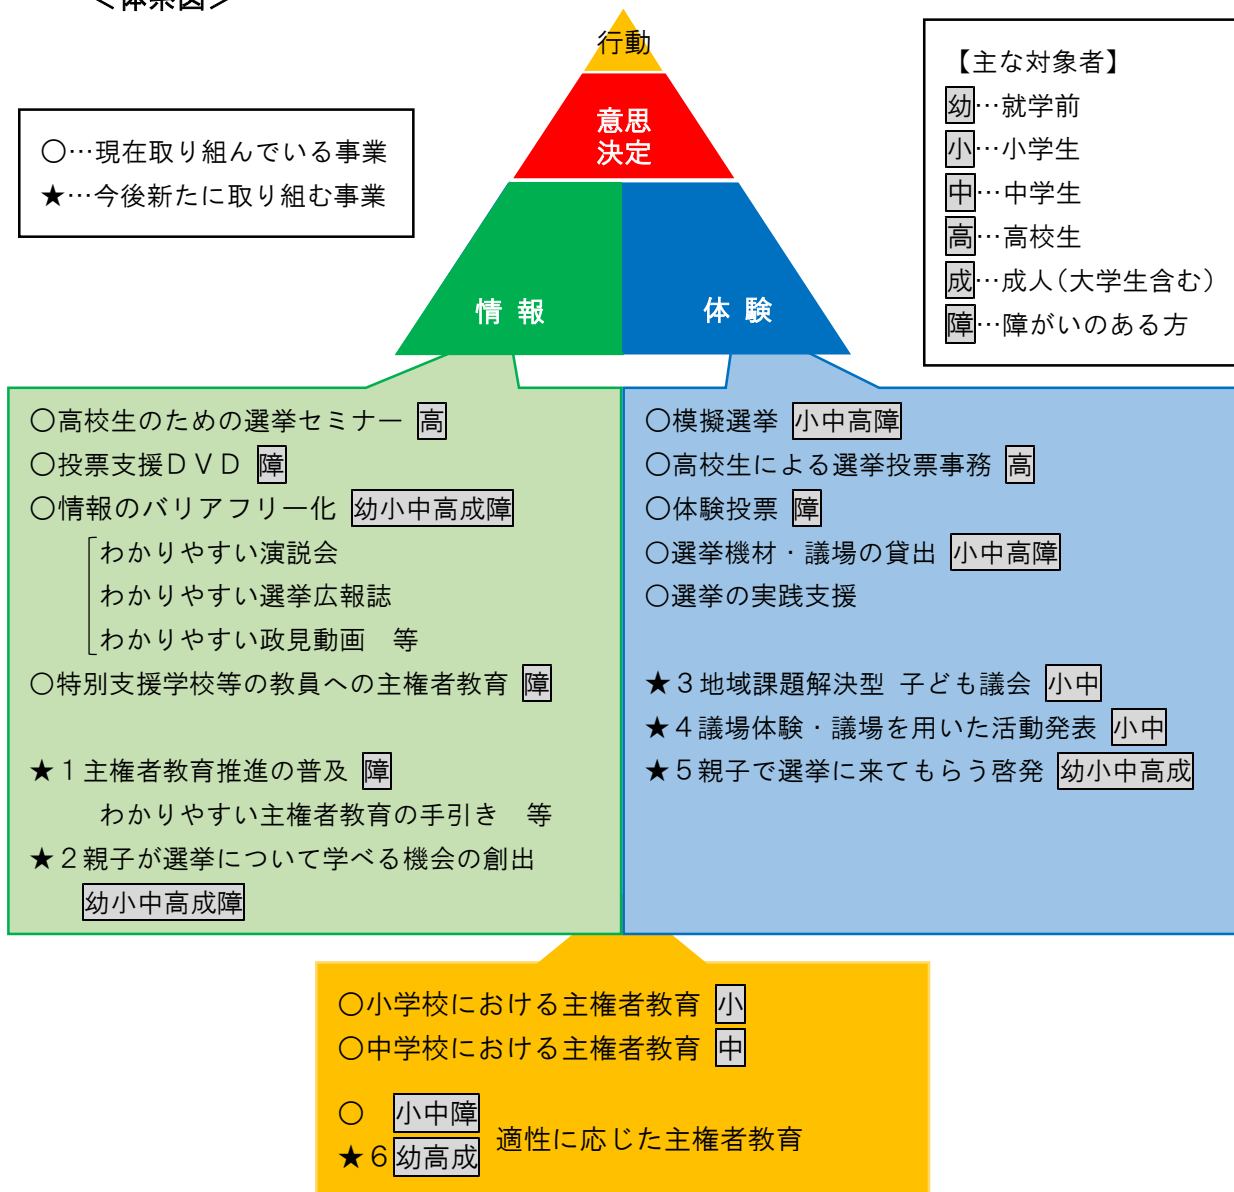 ＜体系図＞
行動
意思
決定
情 報
体 験
○…現在取り組んでいる事業
★…今後新たに取り組む事業
【主な対象者】
幼…就学前
小…小学生
中…中学生
高…高校生
成…成人（大学生含む）
障…障がいのある方
○高校生のための選挙セミナー 高
○投票支援ＤＶＤ 障
○情報のバリアフリー化 幼小中高成障
わかりやすい演説会
わかりやすい選挙広報誌
わかりやすい政見動画　等
○特別支援学校等の教員への主権者教育 障
★１主権者教育推進の普及 障
わかりやすい主権者教育の手引き　等
★２親子が選挙について学べる機会の創出
幼小中高成障
○模擬選挙 小中高障
○高校生による選挙投票事務 高
○体験投票 障
○選挙機材・議場の貸出 小中高障
○選挙の実践支援
★３地域課題解決型 子ども議会 小中
★４議場体験・議場を用いた活動発表 小中
★５親子で選挙に来てもらう啓発 幼小中高成
○小学校における主権者教育 小
○中学校における主権者教育 中
○ 小中障
★６幼高成
適性に応じた主権者教育